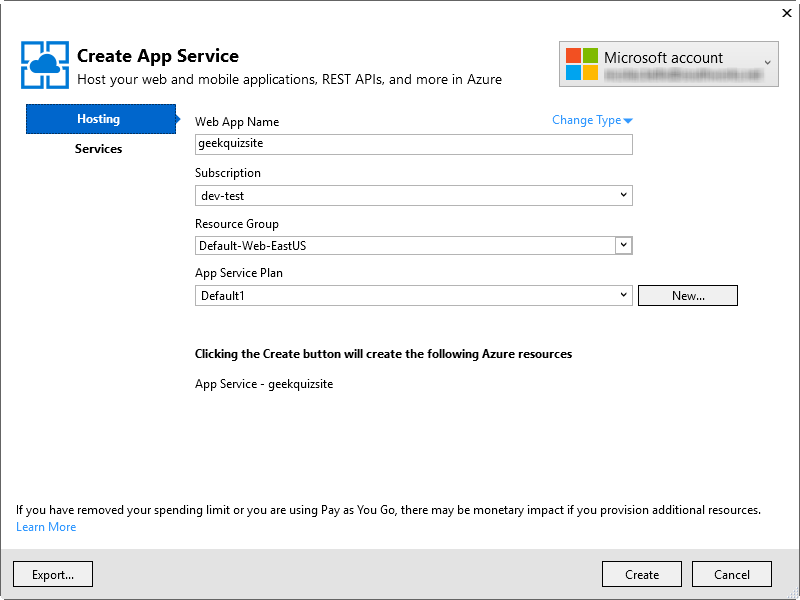 Create App Service
Host your web and mobile applications, REST APIs, and more in Azure
Microsoft account
Hosting
Services
Web App Name
Change Type
geekquizsite
Subscription
dev-test
Resource Group
Default-Web-EastUS
App Service Plan
Default1
New...
Clicking the Create button will create the following Azure resources
App Service - geekquizsite
If you have removed your spending limit or you are using Pay as You Go, there may be monetary impact if you provision additional resources.
Learn More
Export...
Create
Cancel